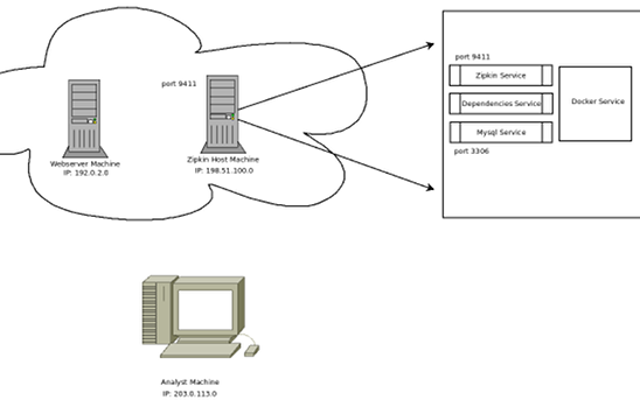 port 9411
Zipkin Service
Dependencies Service
Docker Service
Mysql Service
port 3306
port 9411
Webserver Machine
IP: 192.0.2.0
Zipkin Host Machine
IP: 198.51.100.0
Analyst Machine
IP: 203.0.113.0